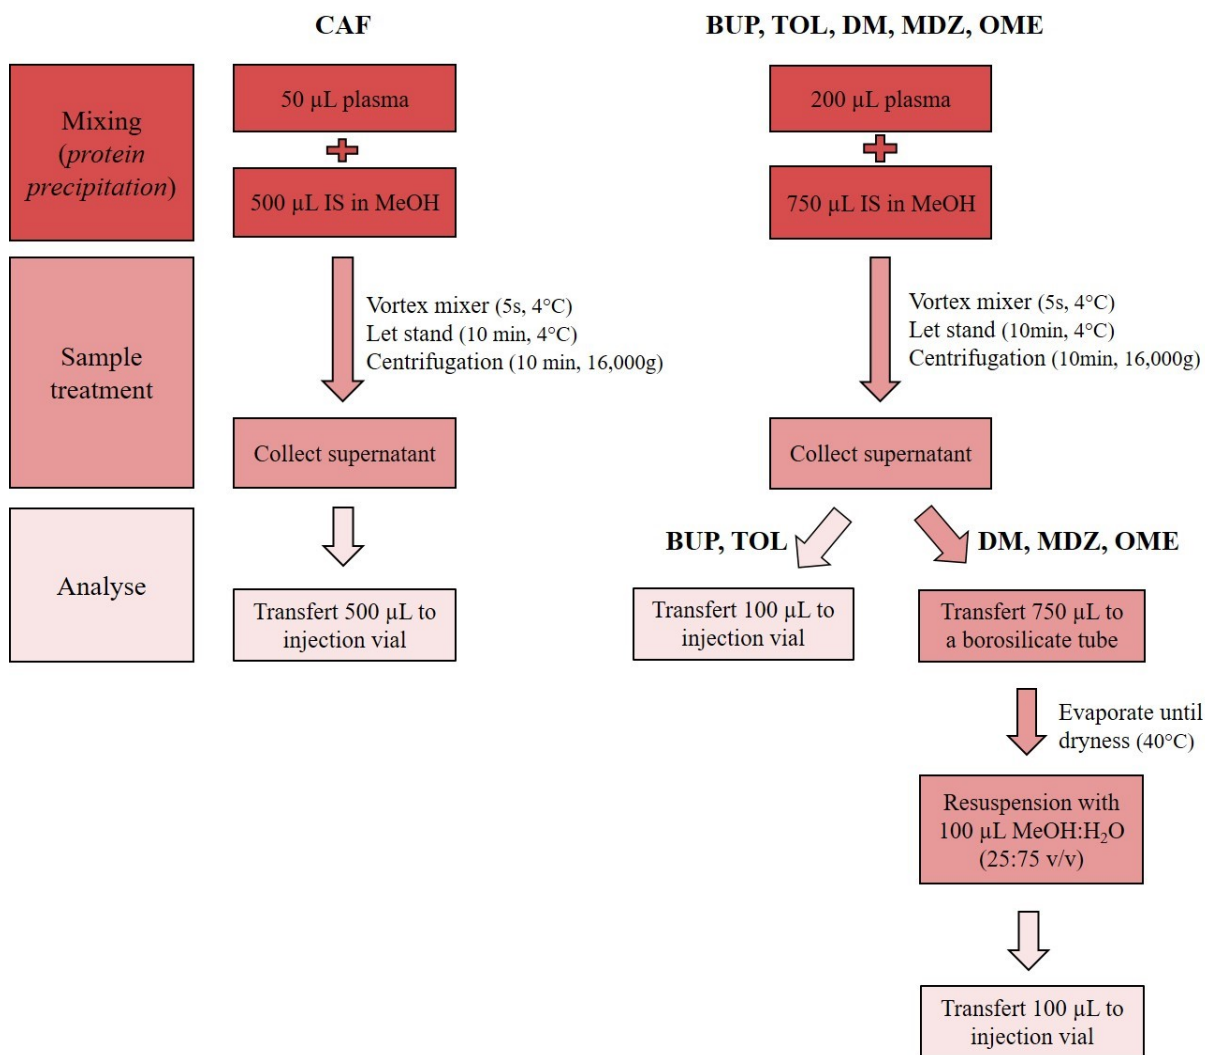 CAF
BUP, TOL, DM, MDZ, OME
Mixing
(protein
precipitation)
50 µL plasma
500 µL IS in MeOH
200 µL plasma
750 µL IS in MeOH
Sample
treatment
Vortex mixer (5s, 4°C)
Let stand (10 min, 4°C)
Centrifugation (10 min, 16,000g)
Collect supernatant
Vortex mixer (5s, 4°C)
Let stand (10min, 4°C)
Centrifugation (10min, 16,000g)
Collect supernatant
Analyse
Transfert 500 µL to
injection vial
BUP, TOL
Transfert 100 µL to
injection vial
DM, MDZ, OME
Transfert 750 µL to
a borosilicate tube
Evaporate until
dryness (40°C)
Resuspension with
100 µL MeOH:H₂O
(25:75 v/v)
Transfert 100 µL to
injection vial